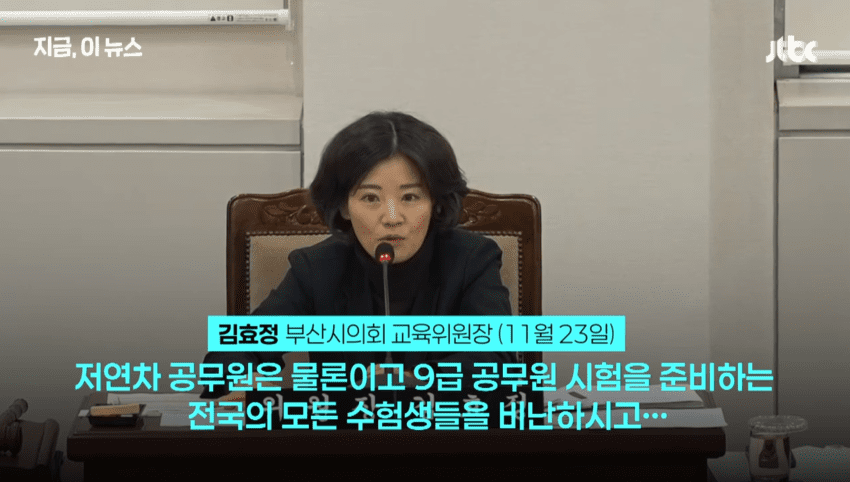 지금, 이 뉴스
jtbc
김효정 부산시의회 교육위원장 (11월 23일)
저연차 공무원은 물론이고 9급 공무원 시험을 준비하는
전국의 모든 수험생들을 비난하시고…